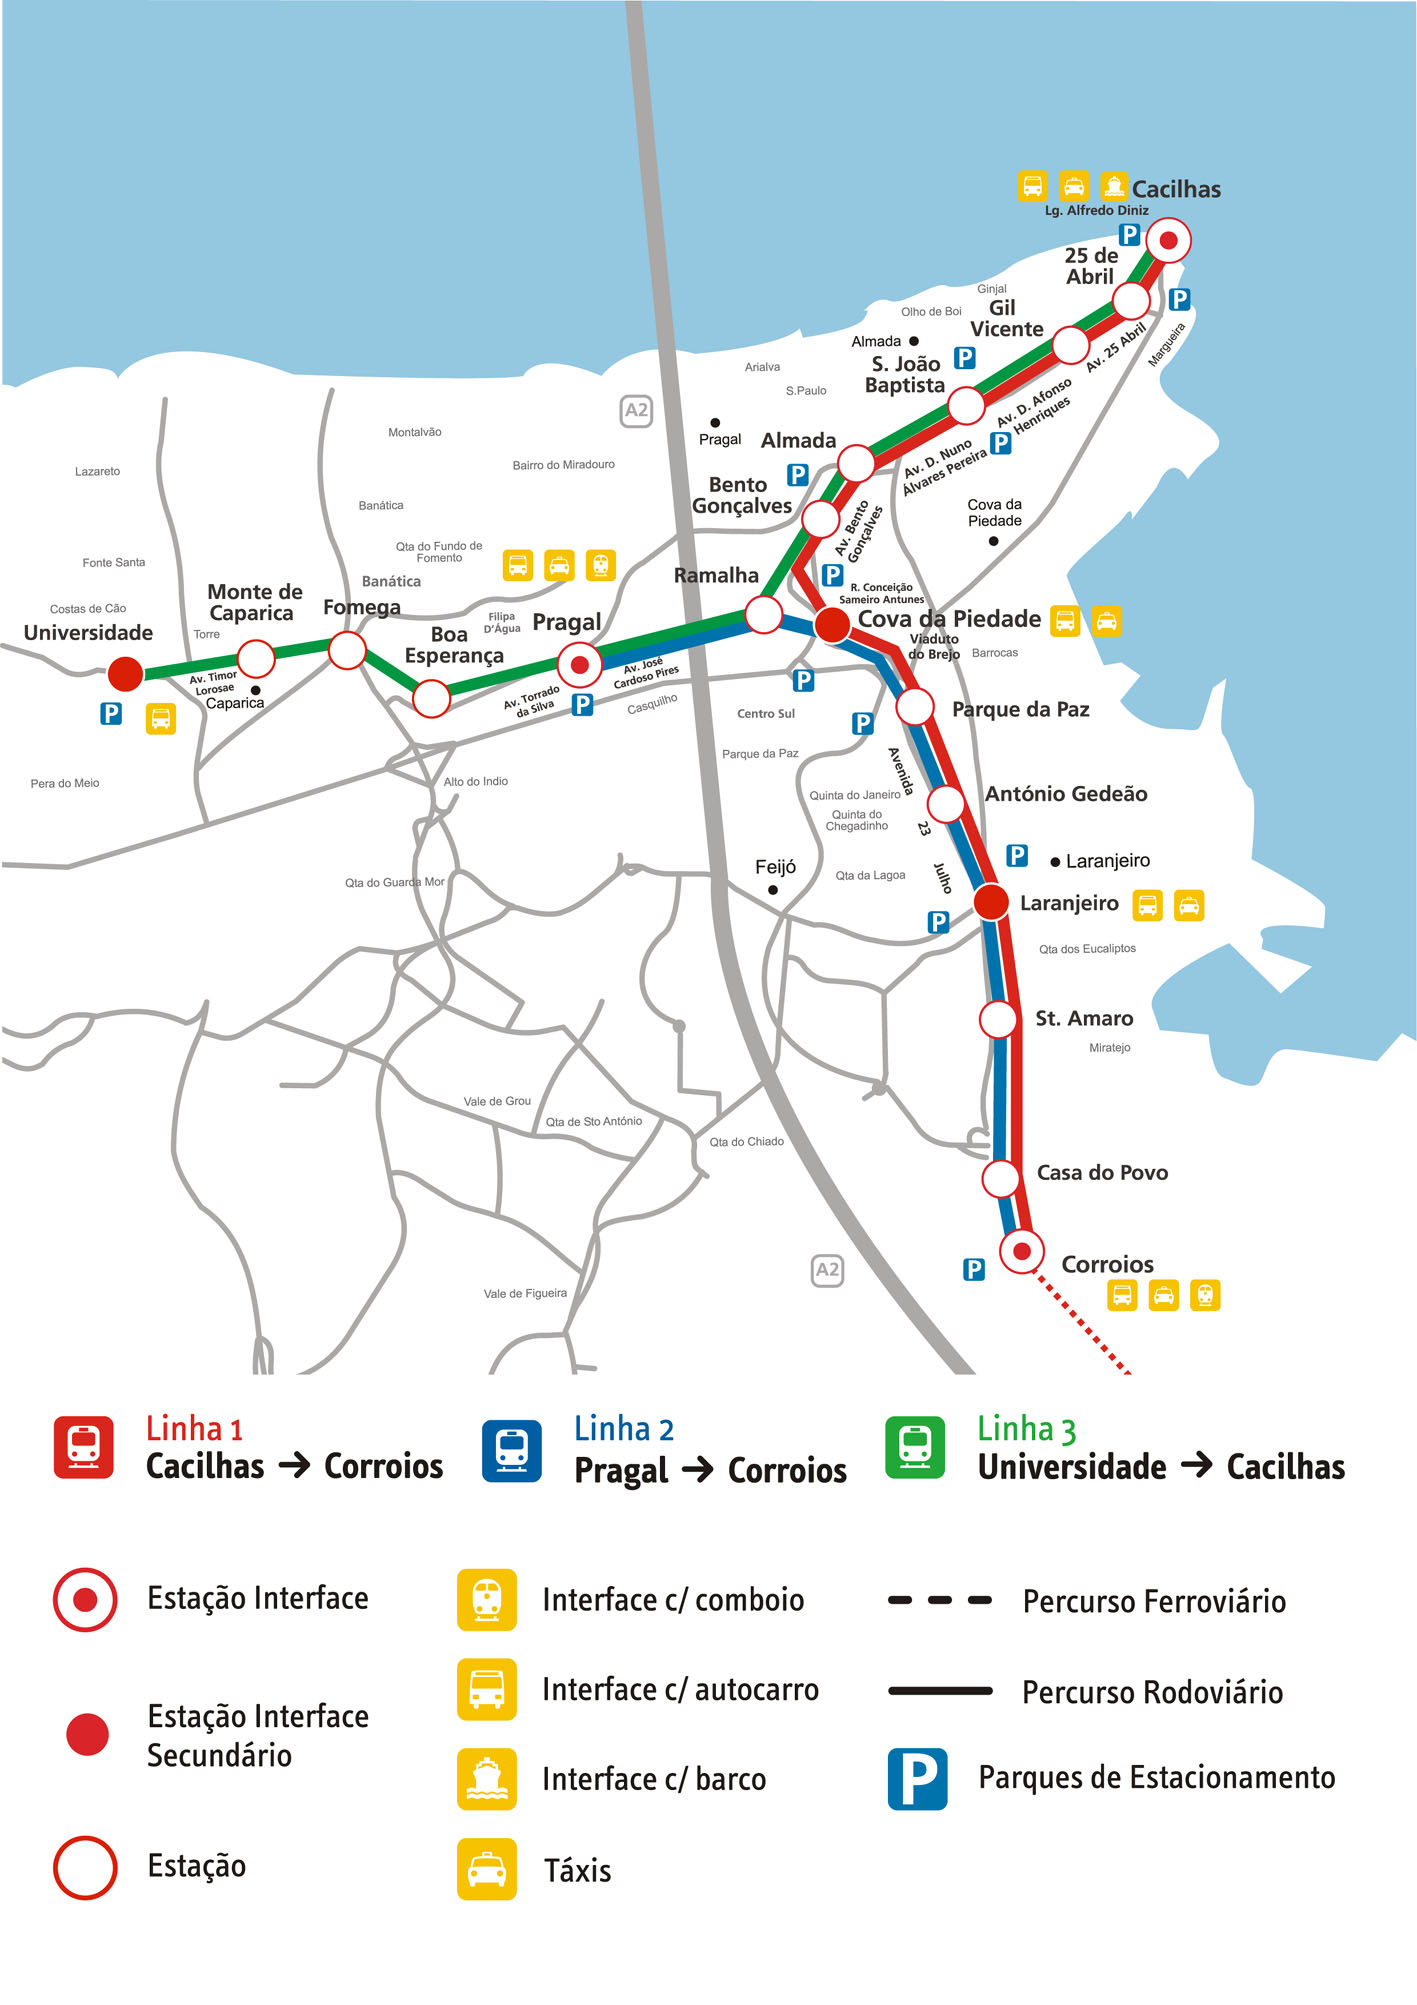 Cacilhas
Lg. Alfredo Diniz
P
25 de
Abril
P
Ginjal
Gil
Vicente
Olho de Boi
Almada
P
S. João
Baptista
Av. 25 Abril
Margueira
Arialva
S.Paulo
A2
Av. D. Afonso
Henriques
P
Pragal
Almada
Montalvão
Av. D. Nuno
Álvares Pereira
Bairro do Miradouro
Lazareto
P
Bento
Gonçalves
Banática
Av. Bento
Gonçalves
Cova da
Piedade
Qta do Fundo de
Fomento
Fonte Santa
Banática
Ramalha
P
R. Conceição
Sameiro Antunes
Monte de
Caparica
Fomega
Costas de Cão
Filipa
D'Água
Pragal
Cova da Piedade
Universidade
Torre
Boa
Esperança
Viaduto
do Brejo
Barrocas
Av. Timor
Lorosae
Caparica
Av. José
Cardoso Pires
P
Av. Torrado
da Silva
P
Casquilho
P
Centro Sul
P
Parque da Paz
Parque da Paz
Pera do Meio
Alto do Indio
Avenida
23
Julho
Quinta do Janeiro
Quinta do
Chegadinho
António Gedeão
P
Laranjeiro
Feijó
Qta da Lagoa
Qta do Guarda Mor
Laranjeiro
P
Qta dos Eucaliptos
St. Amaro
Miratejo
Vale de Grou
Qta de Sto António
Qta do Chiado
Casa do Povo
A2
P
Corroios
Vale de Figueira
Linha 1
Cacilhas → Corroios
Linha 2
Pragal → Corroios
Linha 3
Universidade → Cacilhas
Estação Interface
Interface c/ comboio
Percurso Ferroviário
Estação Interface
Secundário
Interface c/ autocarro
Percurso Rodoviário
Interface c/ barco
P
Parques de Estacionamento
Estação
Táxis